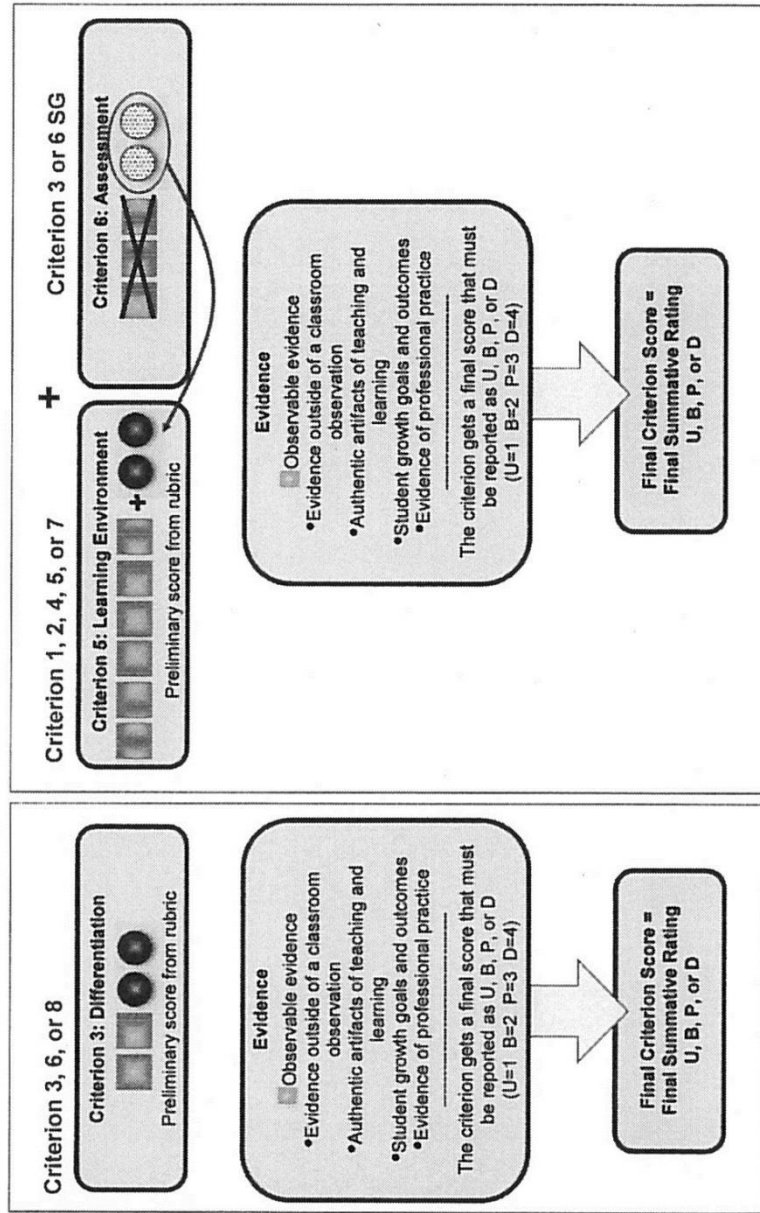 Criterion 3, 6, or 8
Criterion 3: Differentiation
+
Preliminary score from rubric
Evidence
Observable evidence
•Evidence outside of a classroom
observation
•Authentic artifacts of teaching and
learning
•Student growth goals and outcomes
•Evidence of professional practice
The criterion gets a final score that must
be reported as U, B, P, or D
(U=1 B=2 P=3 D=4)
Final Criterion Score =
Final Summative Rating
U, B, P, or D
Criterion 1, 2, 4, 5, or 7
+
Criterion 3 or 6 SG
Criterion 5: Learning Environment
+
Preliminary score from rubric
Criterion 6: Assessment
Evidence
Observable evidence
•Evidence outside of a classroom
observation
•Authentic artifacts of teaching and
learning
•Student growth goals and outcomes
•Evidence of professional practice
The criterion gets a final score that must
be reported as U, B, P, or D
(U=1 B=2 P=3 D=4)
Final Criterion Score =
Final Summative Rating
U, B, P, or D